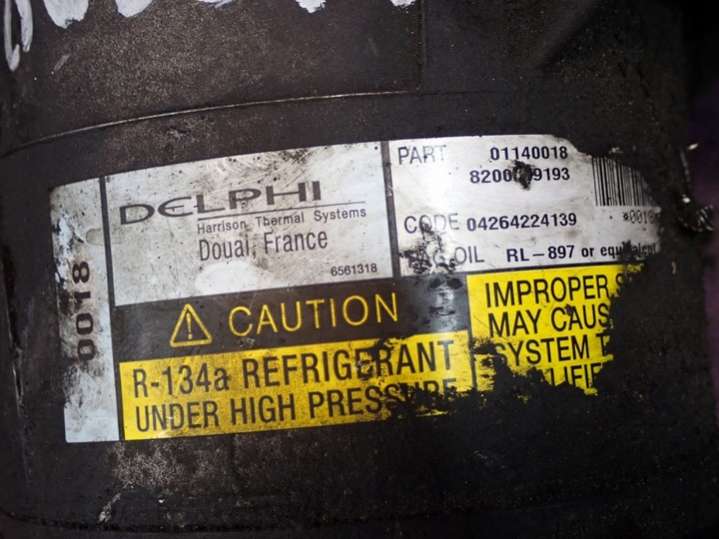 0018
DELPHI
Harrison Thermal Systems
Douai, France
6561318
PART 01140018
9193
CODE 04264224139
OIL RL-897 or equivalent
CAUTION
R-134a REFRIGERANT
UNDER HIGH PRESSURE
IMPROPER
MAY CAUS
SYSTEM